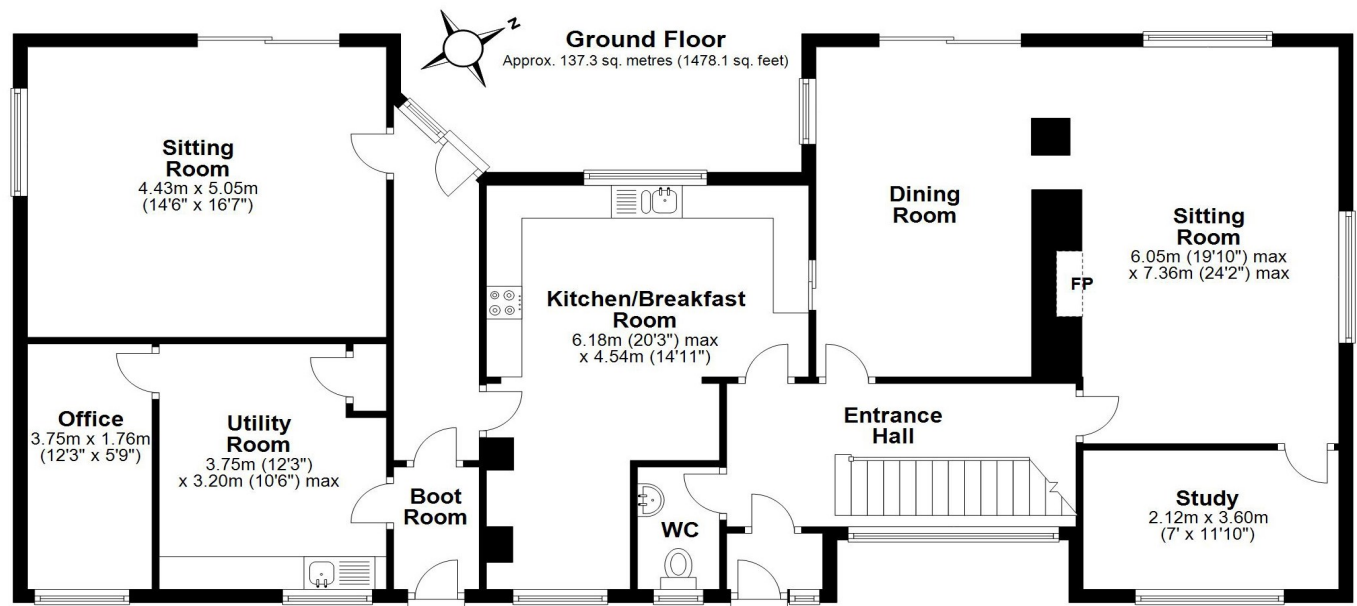 N
Ground Floor
Approx. 137.3 sq. metres (1478.1 sq. feet)
Sitting
Room
4.43m x 5.05m
(14'6" x 16'7")
Dining
Room
Sitting
Room
6.05m (19'10") max
x 7.36m (24'2") max
FP
Kitchen/Breakfast
Room
6.18m (20'3") max
x 4.54m (14'11")
Office
3.75m x 1.76m
(12'3" x 5'9")
Utility
Room
3.75m (12'3")
x 3.20m (10'6") max
Entrance
Hall
Boot
Room
WC
Study
2.12m x 3.60m
(7' x 11'10")